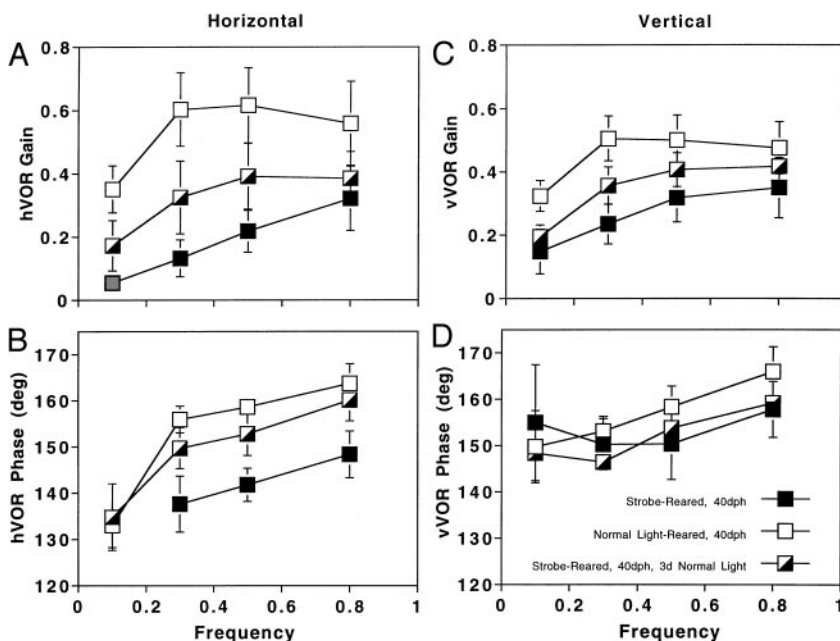 Horizontal
Vertical
A
hVOR Gain
0.8
0.6
0.4
0.2
0
C
vVOR Gain
0.8
0.6
0.4
0.2
0
B
hVOR Phase (deg)
170
160
150
140
130
120
0 0.2 0.4 0.6 0.8 1
Frequency
D
vVOR Phase (deg)
170
160
150
140
130
120
Strobe-Reared, 40dph
Normal Light-Reared, 40dph
Strobe-Reared, 40dph, 3d Normal Light
0 0.2 0.4 0.6 0.8 1
Frequency